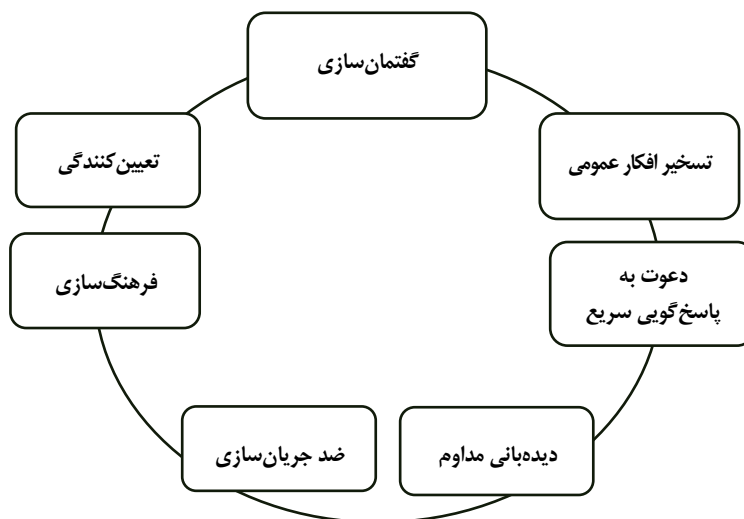 گفتمان‌سازی
تسخیر افکار عمومی
تعیین‌کنندگی
دعوت به
پاسخ‌گویی سریع
فرهنگ‌سازی
دیده‌بانی مداوم
ضد جریان‌سازی